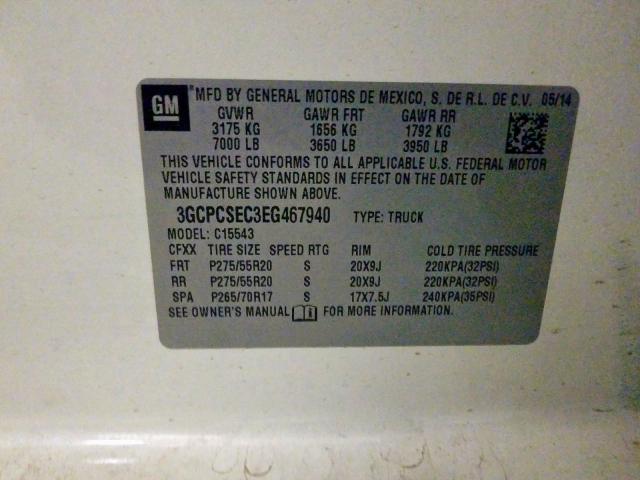 GM MFD BY GENERAL MOTORS DE MEXICO, S. DE R.L. DE C.V. 05/14
GVWR GAWR FRT GAWR RR
3175 KG 1656 KG 1792 KG
7000 LB 3650 LB 3950 LB
THIS VEHICLE CONFORMS TO ALL APPLICABLE U.S. FEDERAL MOTOR
VEHICLE SAFETY STANDARDS IN EFFECT ON THE DATE OF
MANUFACTURE SHOWN ABOVE.
3GCPCSEC3EG467940 TYPE: TRUCK
MODEL: C15543
CFXX TIRE SIZE SPEED RTG RIM COLD TIRE PRESSURE
FRT P275/55R20 S 20X9J 220KPA(32PSI)
RR P275/55R20 S 20X9J 220KPA(32PSI)
SPA P265/70R17 S 17X7.5J 240KPA(35PSI)
SEE OWNER'S MANUAL FOR MORE INFORMATION.